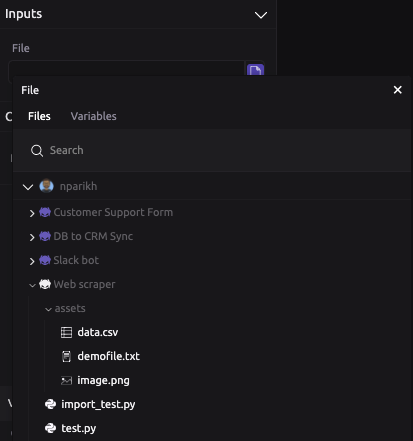 Inputs
File
File
Files Variables
Search
nparikh
Customer Support Form
DB to CRM Sync
Slack bot
Web scraper
assets
data.csv
demofile.txt
image.png
import_test.py
test.py